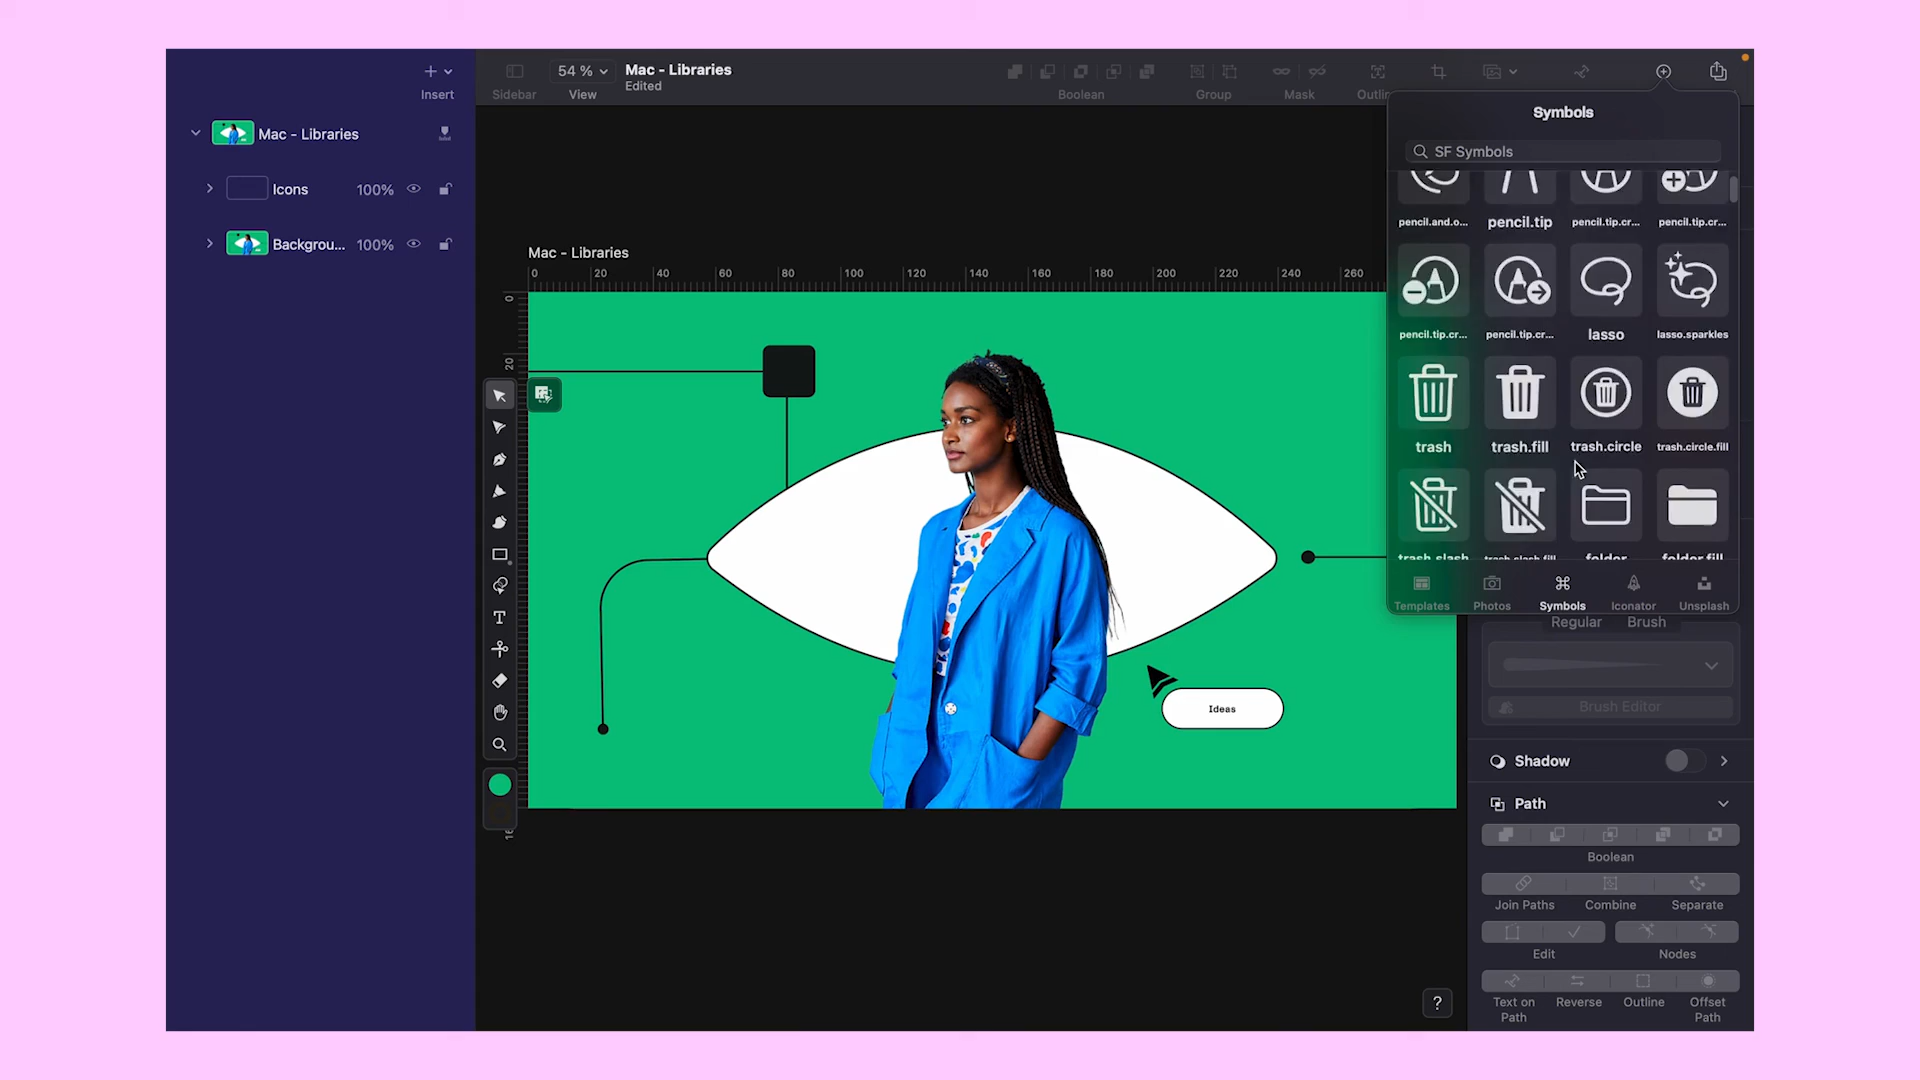 Insert
Mac - Libraries
Icons
100%
Backgrou...
100%
Sidebar
54 %
View
Mac - Libraries
Edited
Boolean
Group
Mask
Outlin
Mac - Libraries
0
20
40
60
80
100
120
140
160
180
200
220
240
260
0
20
Ideas
T
?
Symbols
SF Symbols
pencil.and.o...
pencil.tip
pencil.tip.cr...
pencil.tip.cr...
pencil.tip.cr...
pencil.tip.cr...
lasso
lasso.sparkles
trash
trash.fill
trash.circle
trash.circle.fill
trash.slash
trash.slash.fill
folder
folder.fill
Templates
Photos
Symbols
Iconator
Unsplash
Regular
Brush
Brush Editor
Shadow
Path
Boolean
Join Paths
Combine
Separate
Edit
Nodes
Text on
Path
Reverse
Outline
Offset
Path